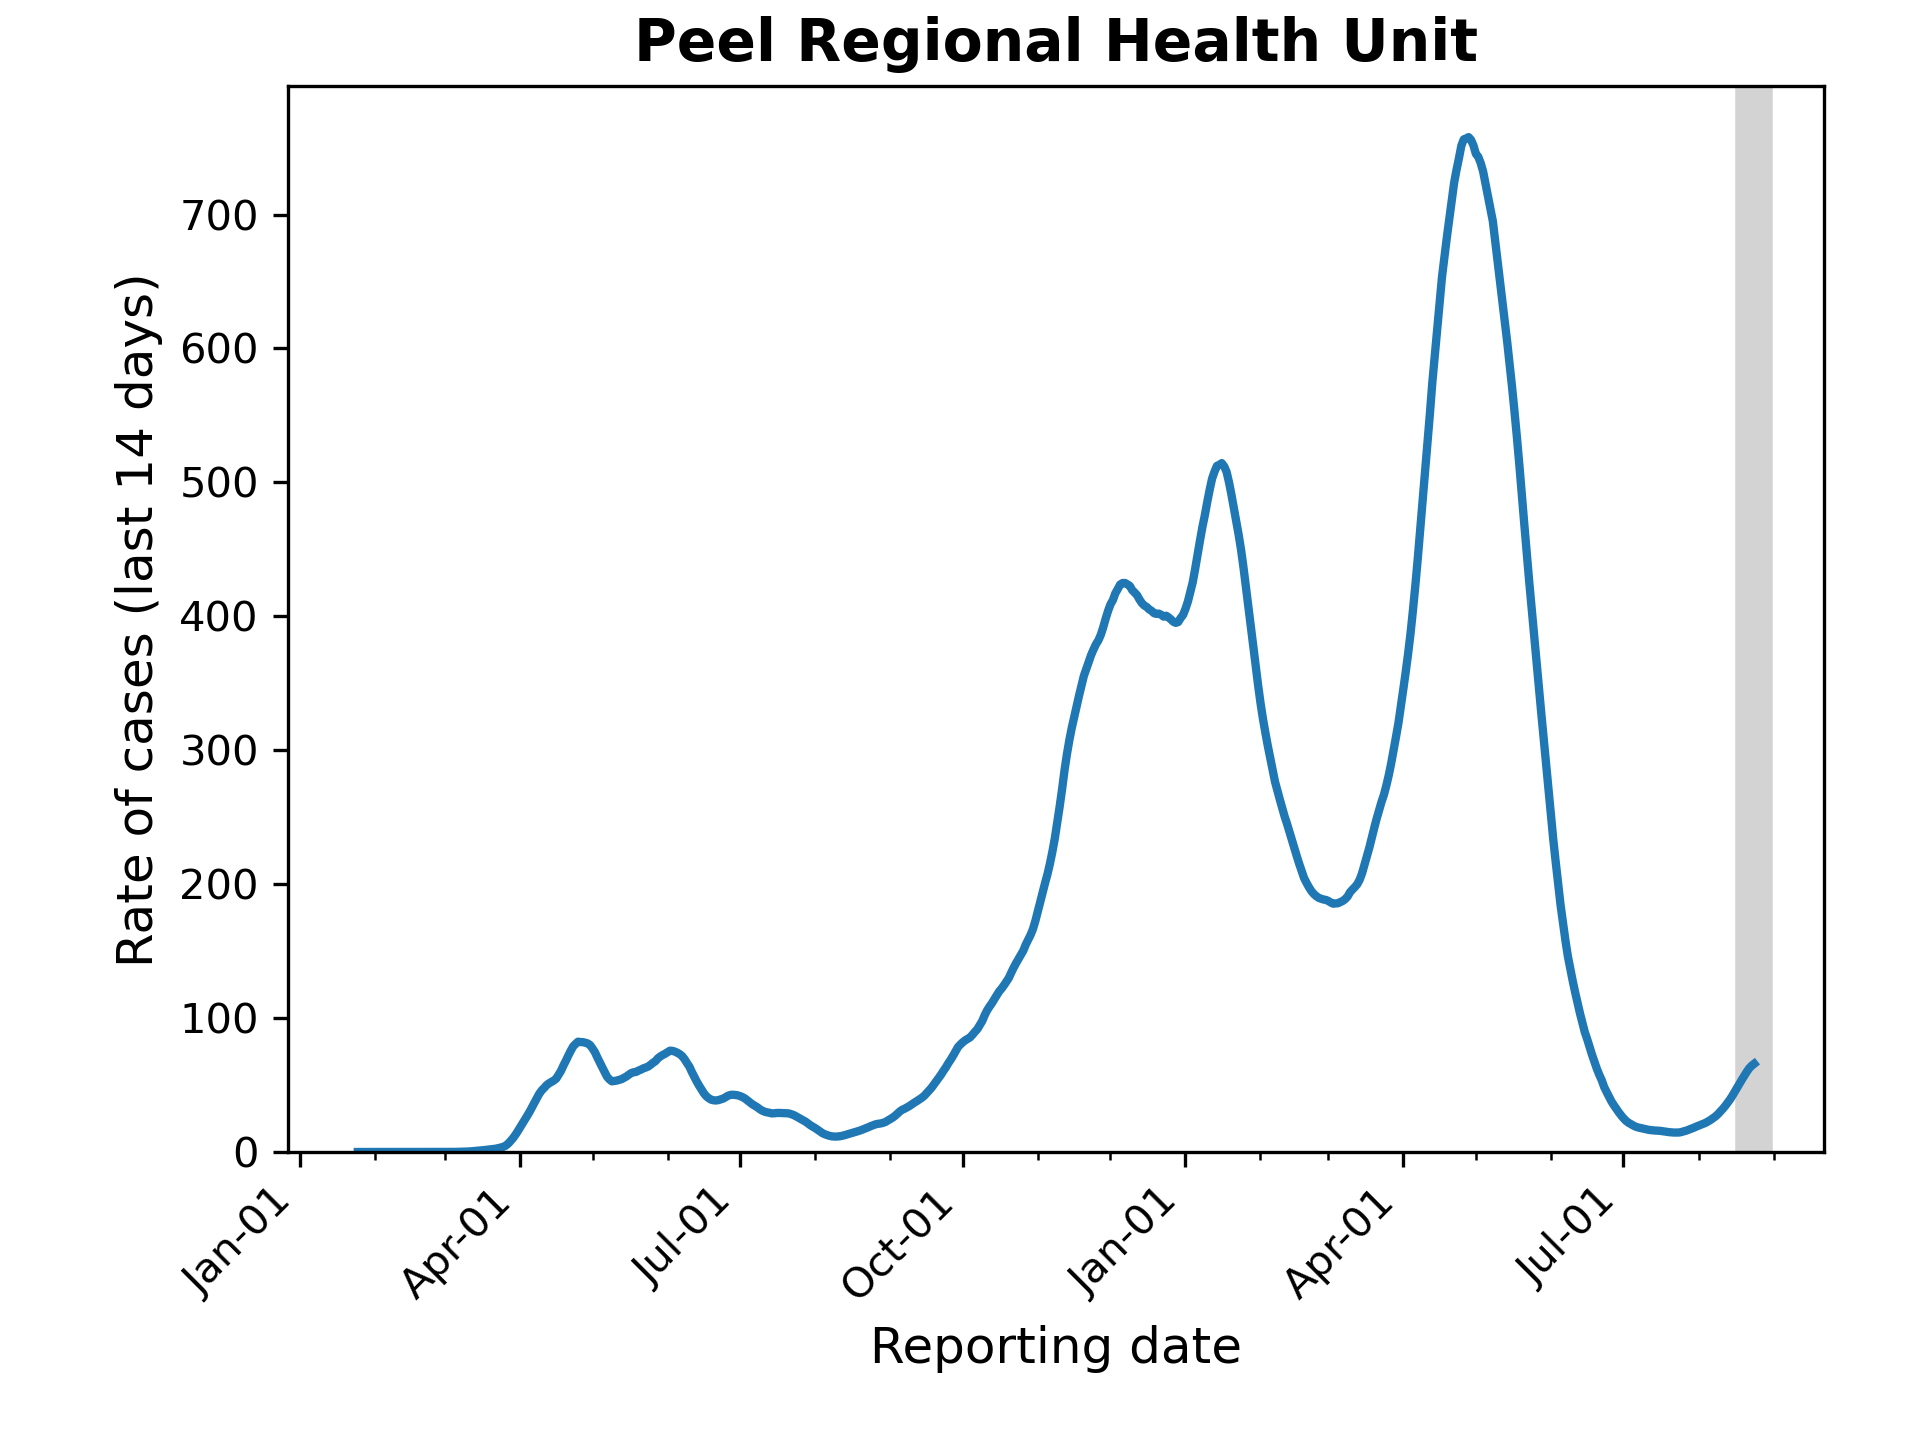 Peel Regional Health Unit
Rate of cases (last 14 days)
700
600
500
400
300
200
100
0
Jan-01
Apr-01
Jul-01
Oct-01
Jan-01
Apr-01
Jul-01
Reporting date